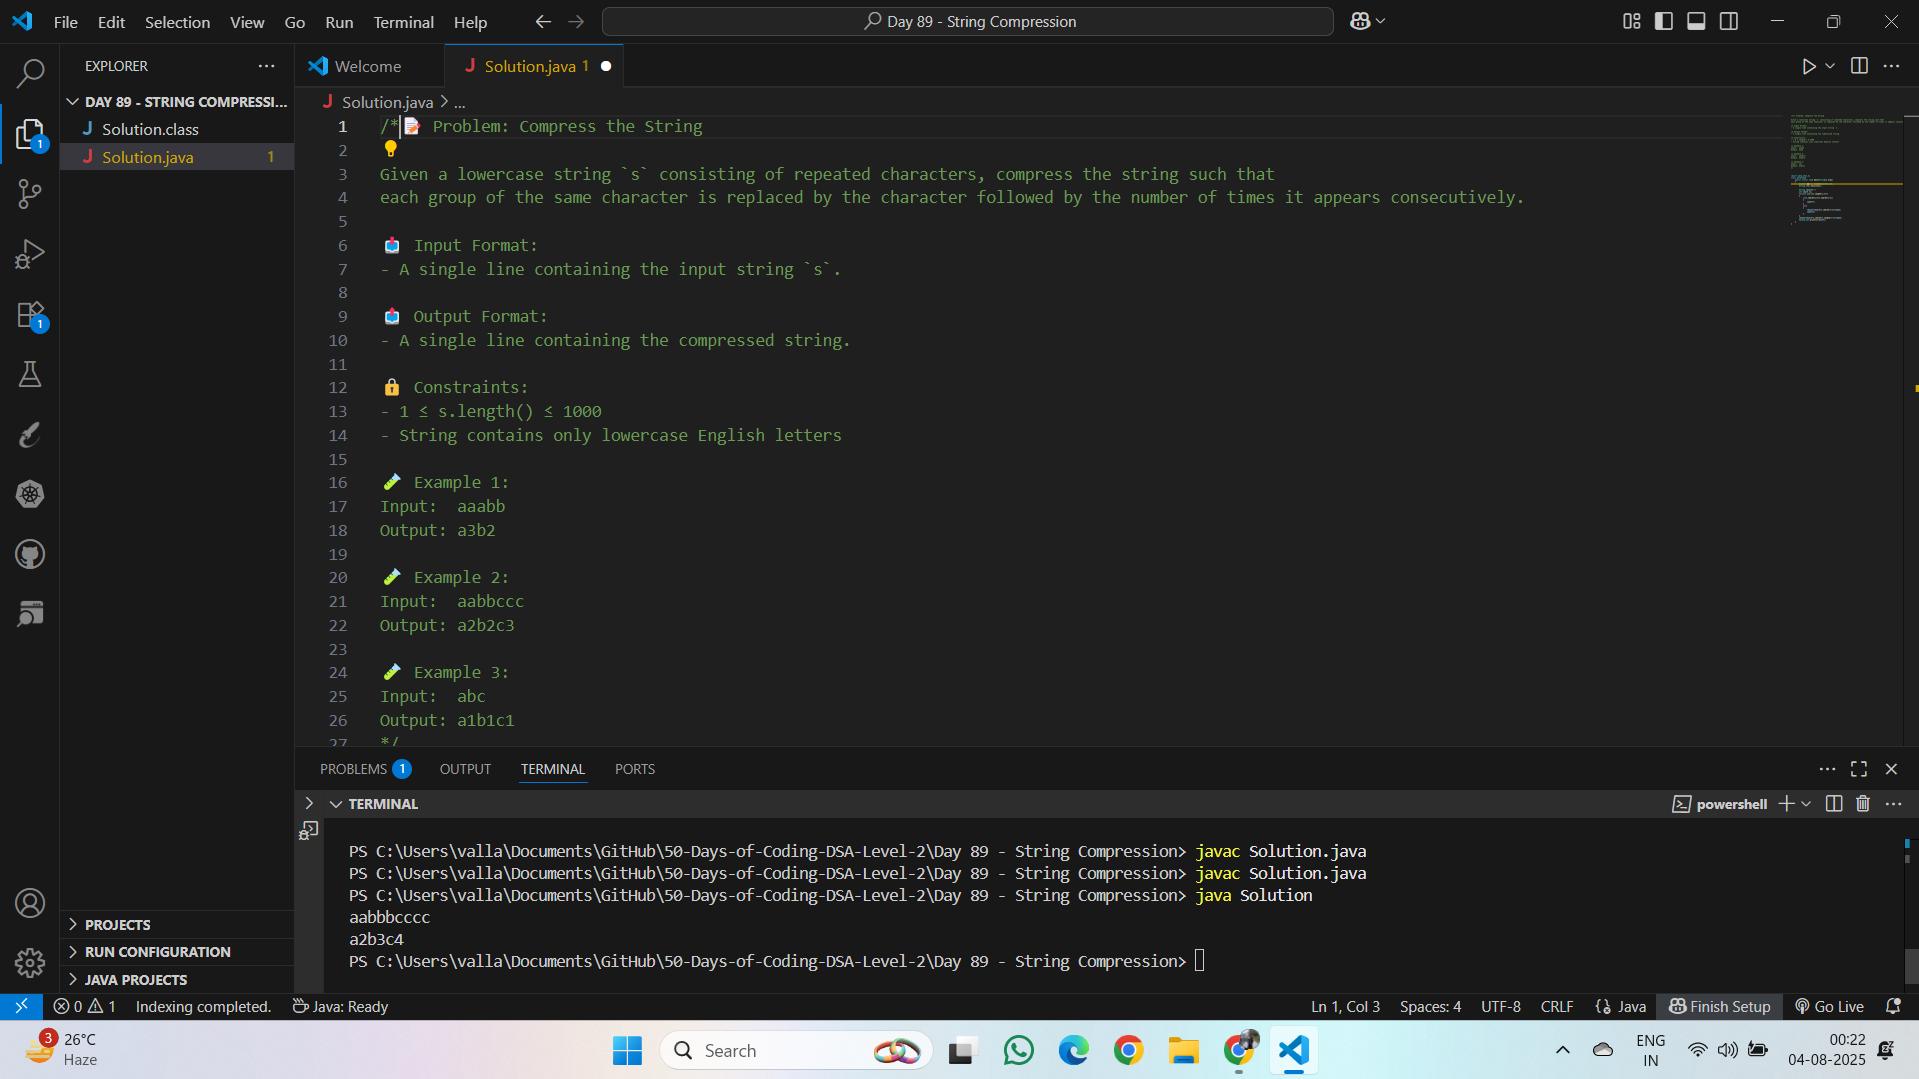 File Edit Selection View Go Run Terminal Help
Day 89 - String Compression
EXPLORER
DAY 89 - STRING COMPRESSI...
Solution.class
Solution.java 1
Welcome
Solution.java 1
Solution.java > ...
1 /* Problem: Compress the String
2
3 Given a lowercase string `s` consisting of repeated characters, compress the string such that
4 each group of the same character is replaced by the character followed by the number of times it appears consecutively.
5
6 Input Format:
7 - A single line containing the input string `s`.
8
9 Output Format:
10 - A single line containing the compressed string.
11
12 Constraints:
13 - 1 ≤ s.length() ≤ 1000
14 - String contains only lowercase English letters
15
16 Example 1:
17 Input:  aaabb
18 Output: a3b2
19
20 Example 2:
21 Input:  aabbccc
22 Output: a2b2c3
23
24 Example 3:
25 Input:  abc
26 Output: a1b1c1
27 */
PROBLEMS 1 OUTPUT TERMINAL PORTS
TERMINAL
powershell
PS C:\Users\valla\Documents\GitHub\50-Days-of-Coding-DSA-Level-2\Day 89 - String Compression> javac Solution.java
PS C:\Users\valla\Documents\GitHub\50-Days-of-Coding-DSA-Level-2\Day 89 - String Compression> javac Solution.java
PS C:\Users\valla\Documents\GitHub\50-Days-of-Coding-DSA-Level-2\Day 89 - String Compression> java Solution
aabbbcccc
a2b3c4
PS C:\Users\valla\Documents\GitHub\50-Days-of-Coding-DSA-Level-2\Day 89 - String Compression>
PROJECTS
RUN CONFIGURATION
JAVA PROJECTS
0 1 Indexing completed. Java: Ready
Ln 1, Col 3 Spaces: 4 UTF-8 CRLF {} Java Finish Setup Go Live
3 26°C
Haze
Search
ENG
IN
00:22
04-08-2025